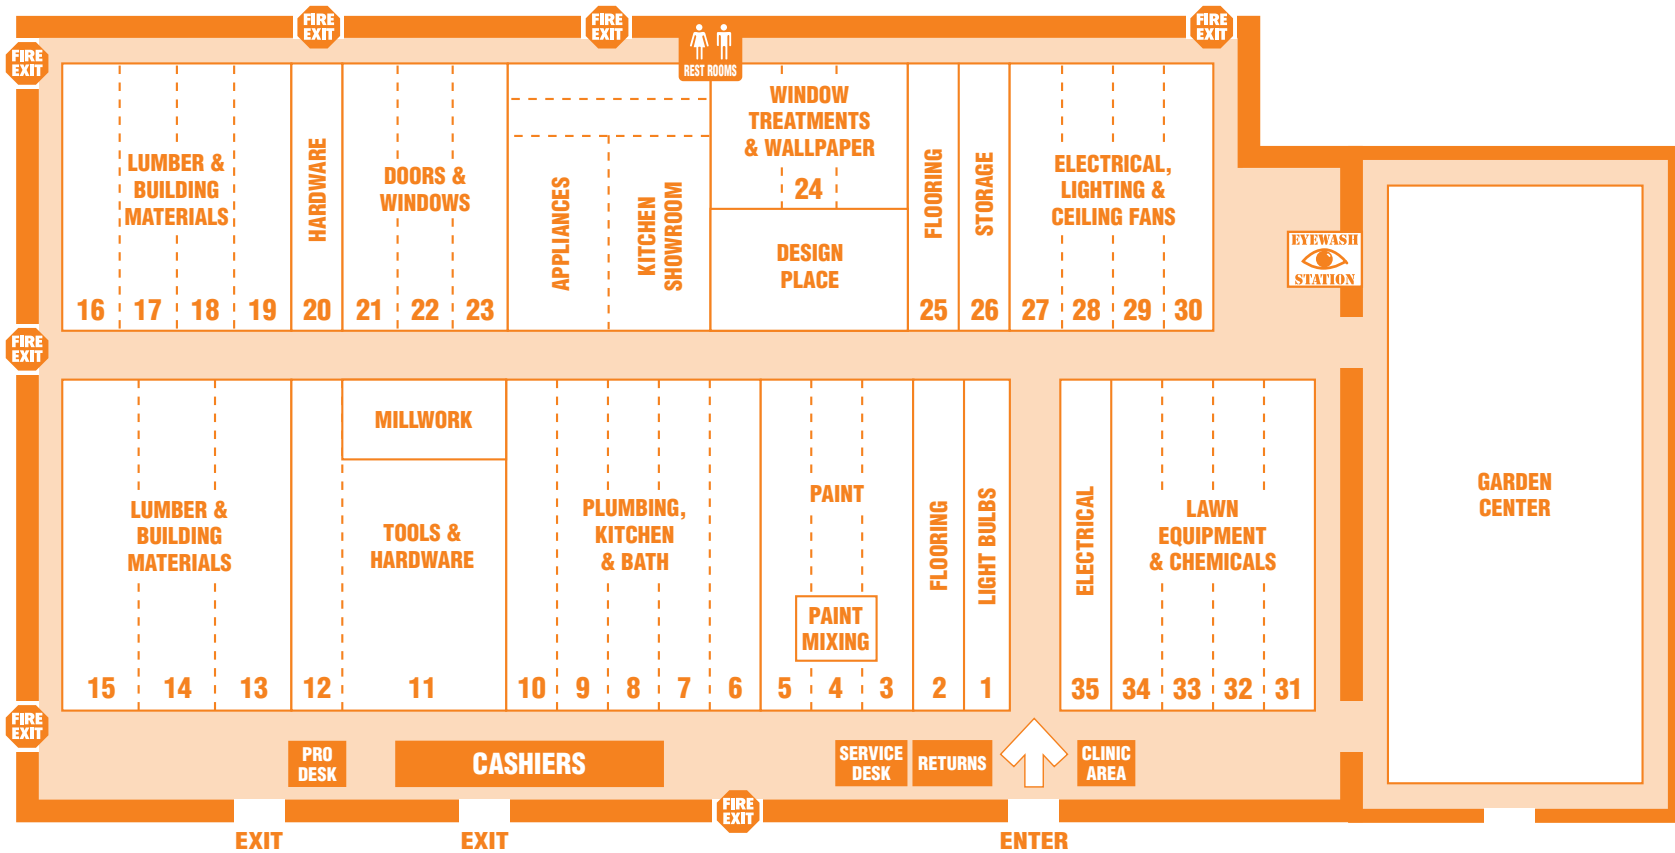 FIRE
EXIT
FIRE
EXIT
FIRE
EXIT
FIRE
EXIT
REST ROOMS
LUMBER &
BUILDING
MATERIALS
16 17 18 19
HARDWARE
20
DOORS &
WINDOWS
21 22 23
APPLIANCES
KITCHEN
SHOWROOM
WINDOW
TREATMENTS
& WALLPAPER
24
DESIGN
PLACE
FLOORING
25
STORAGE
26
ELECTRICAL,
LIGHTING &
CEILING FANS
27 28 29 30
EYEWASH
STATION
FIRE
EXIT
LUMBER &
BUILDING
MATERIALS
15 14 13
12
MILLWORK
TOOLS &
HARDWARE
11
PLUMBING,
KITCHEN
& BATH
10 9 8 7 6
PAINT
PAINT
MIXING
5 4 3
FLOORING
2
LIGHT BULBS
1
ELECTRICAL
35
LAWN
EQUIPMENT
& CHEMICALS
34 33 32 31
GARDEN
CENTER
FIRE
EXIT
PRO
DESK
CASHIERS
SERVICE
DESK
RETURNS
CLINIC
AREA
FIRE
EXIT
EXIT
EXIT
ENTER